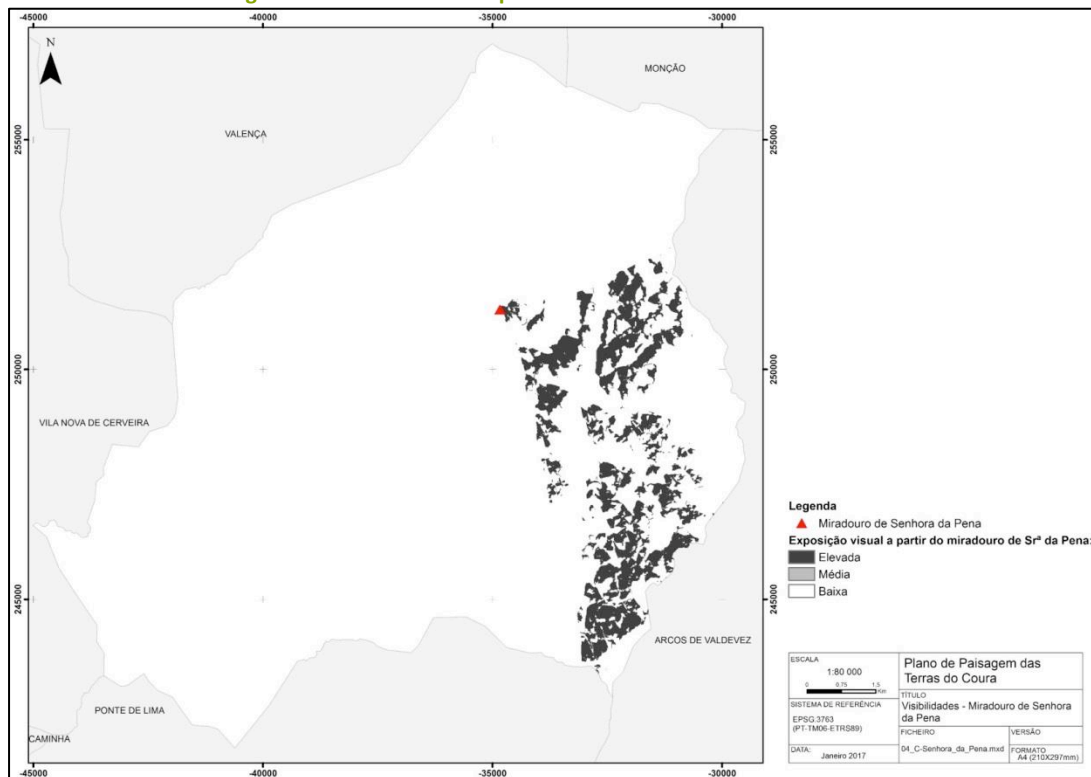 -45000
-40000
-35000
-30000
N
MONÇÃO
VALENÇA
255000
255000
250000
250000
VILA NOVA DE CERVEIRA
245000
245000
ARCOS DE VALDEVEZ
PONTE DE LIMA
CAMINHA
-45000
-40000
-35000
-30000
Legenda
Miradouro de Senhora da Pena
Exposição visual a partir do miradouro de Srª da Pena:
Elevada
Média
Baixa
ESCALA
1:80 000
0 0,75 1,5
Km
SISTEMA DE REFERÊNCIA
EPSG:3763
(PT-TM06-ETRS89)
DATA:
Janeiro 2017
Plano de Paisagem das
Terras do Coura
TÍTULO
Visibilidades - Miradouro de Senhora
da Pena
FICHEIRO
04_C-Senhora_da_Pena.mxd
VERSÃO
FORMATO
A4 (210X297mm)